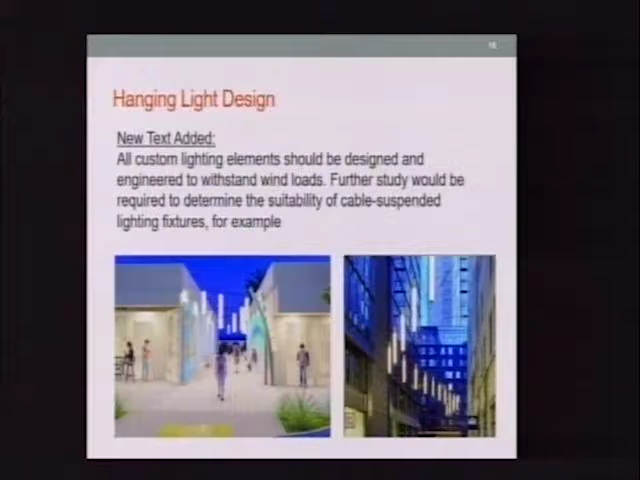 Hanging Light Design
New Text Added:
All custom lighting elements should be designed and
engineered to withstand wind loads. Further study would be
required to determine the suitability of cable-suspended
lighting fixtures, for example